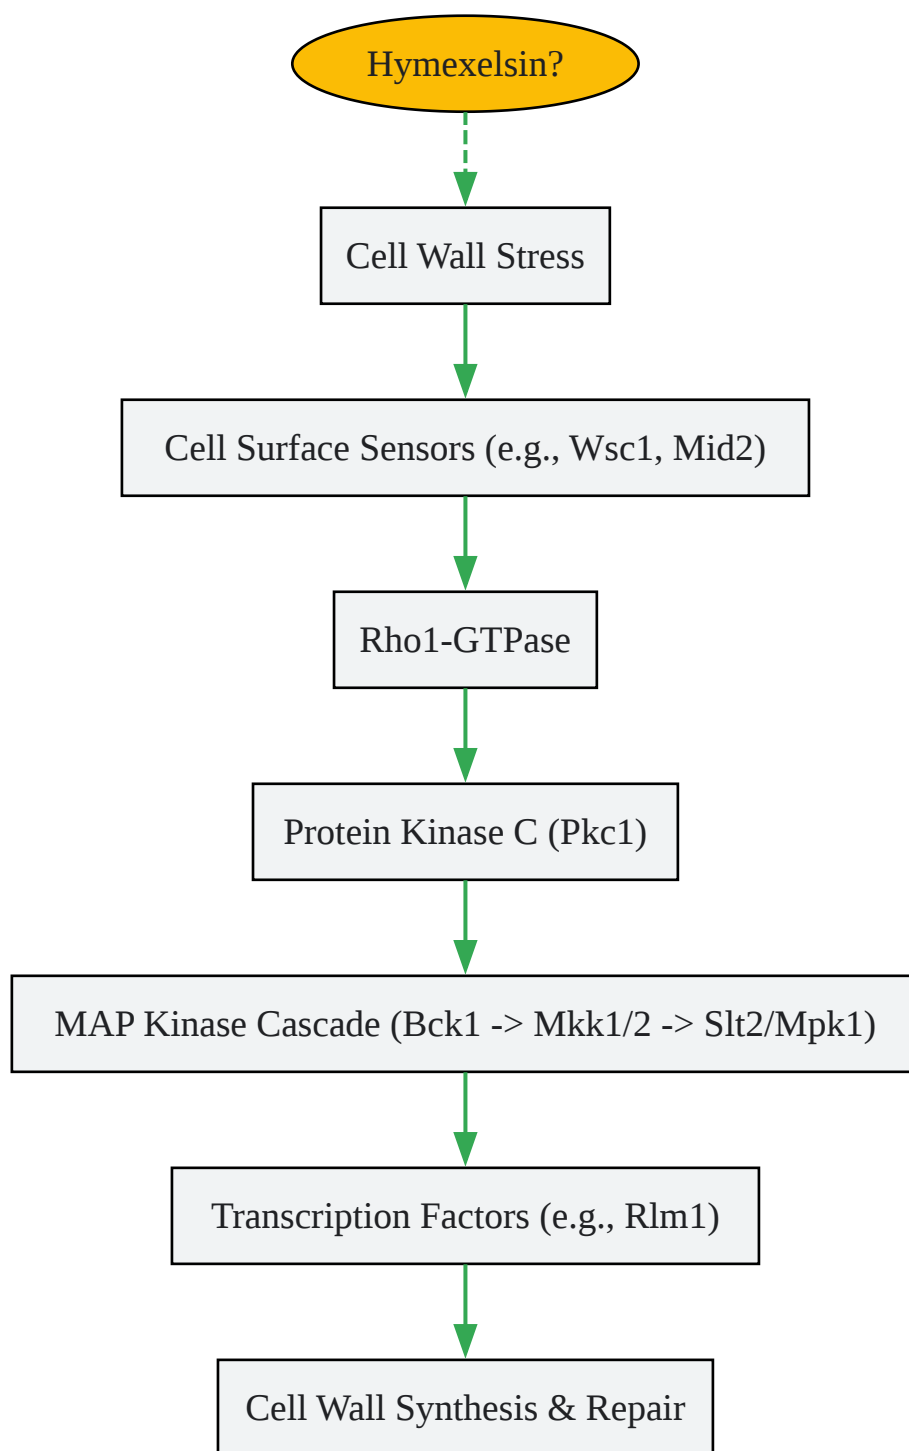 Hymexelsin?
Cell Wall Stress
Cell Surface Sensors (e.g., Wsc1, Mid2)
Rho1-GTPase
Protein Kinase C (Pkc1)
MAP Kinase Cascade (Bck1 -> Mkk1/2 -> Slt2/Mpk1)
Transcription Factors (e.g., Rlm1)
Cell Wall Synthesis & Repair